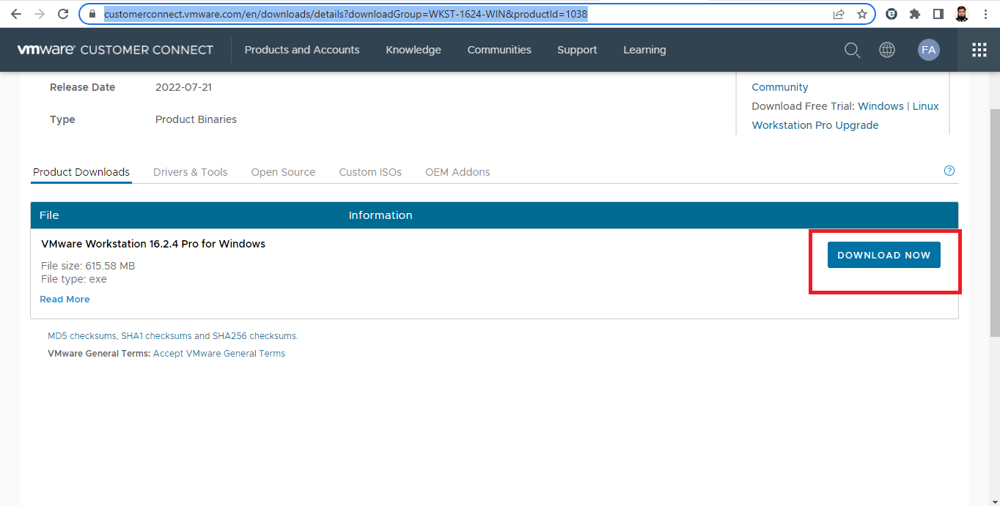 customerconnect.vmware.com/en/downloads/details?downloadGroup=WKST-1624-WIN&productId=1038
vmware® CUSTOMER CONNECT Products and Accounts Knowledge Communities Support Learning FA
Release Date 2022-07-21
Type Product Binaries
Community
Download Free Trial: Windows | Linux
Workstation Pro Upgrade
Product Downloads Drivers & Tools Open Source Custom ISOs OEM Addons
File Information
VMware Workstation 16.2.4 Pro for Windows
File size: 615.58 MB
File type: exe
Read More
DOWNLOAD NOW
MD5 checksums, SHA1 checksums and SHA256 checksums.
VMware General Terms: Accept VMware General Terms